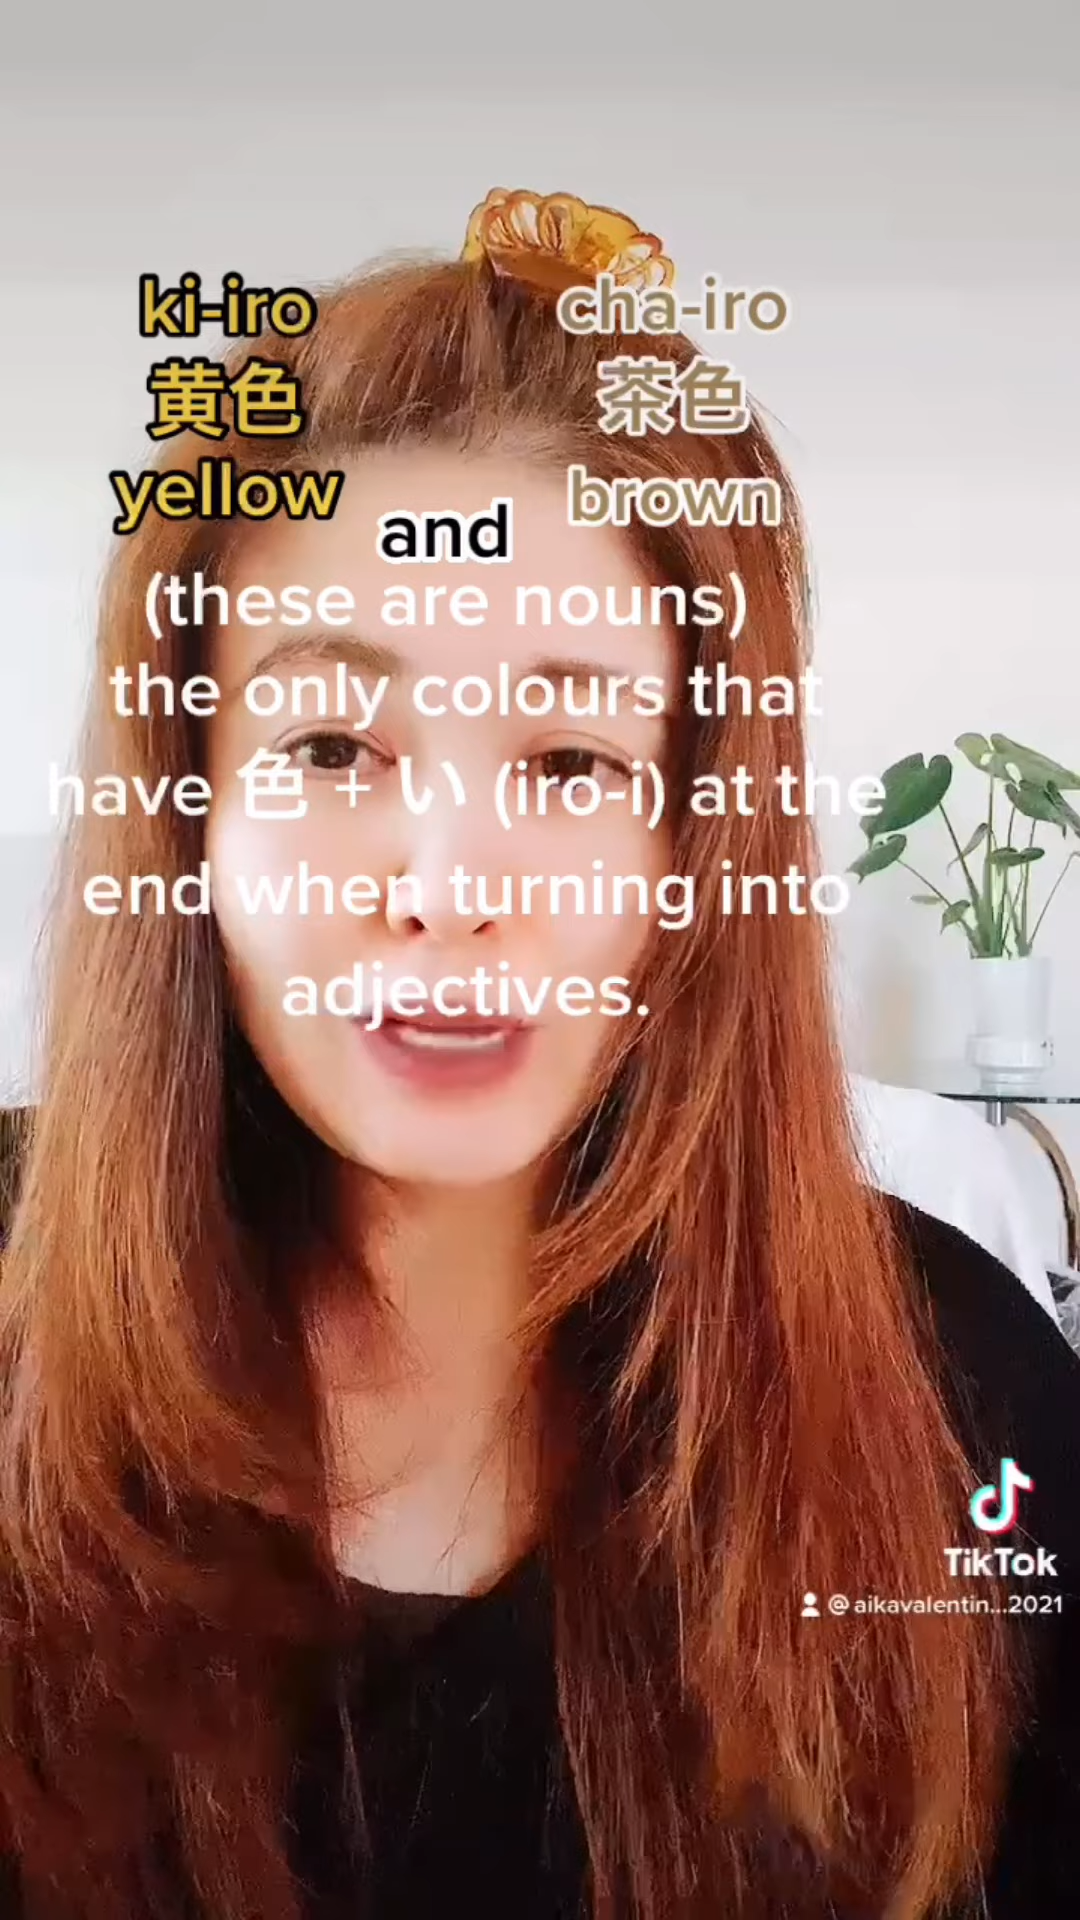 ki-iro
黄色
yellow
cha-iro
茶色
brown
and
(these are nouns)
the only colours that
have 色 + い (iro-i) at the
end when turning into
adjectives.
TikTok
@aikavalentin...2021